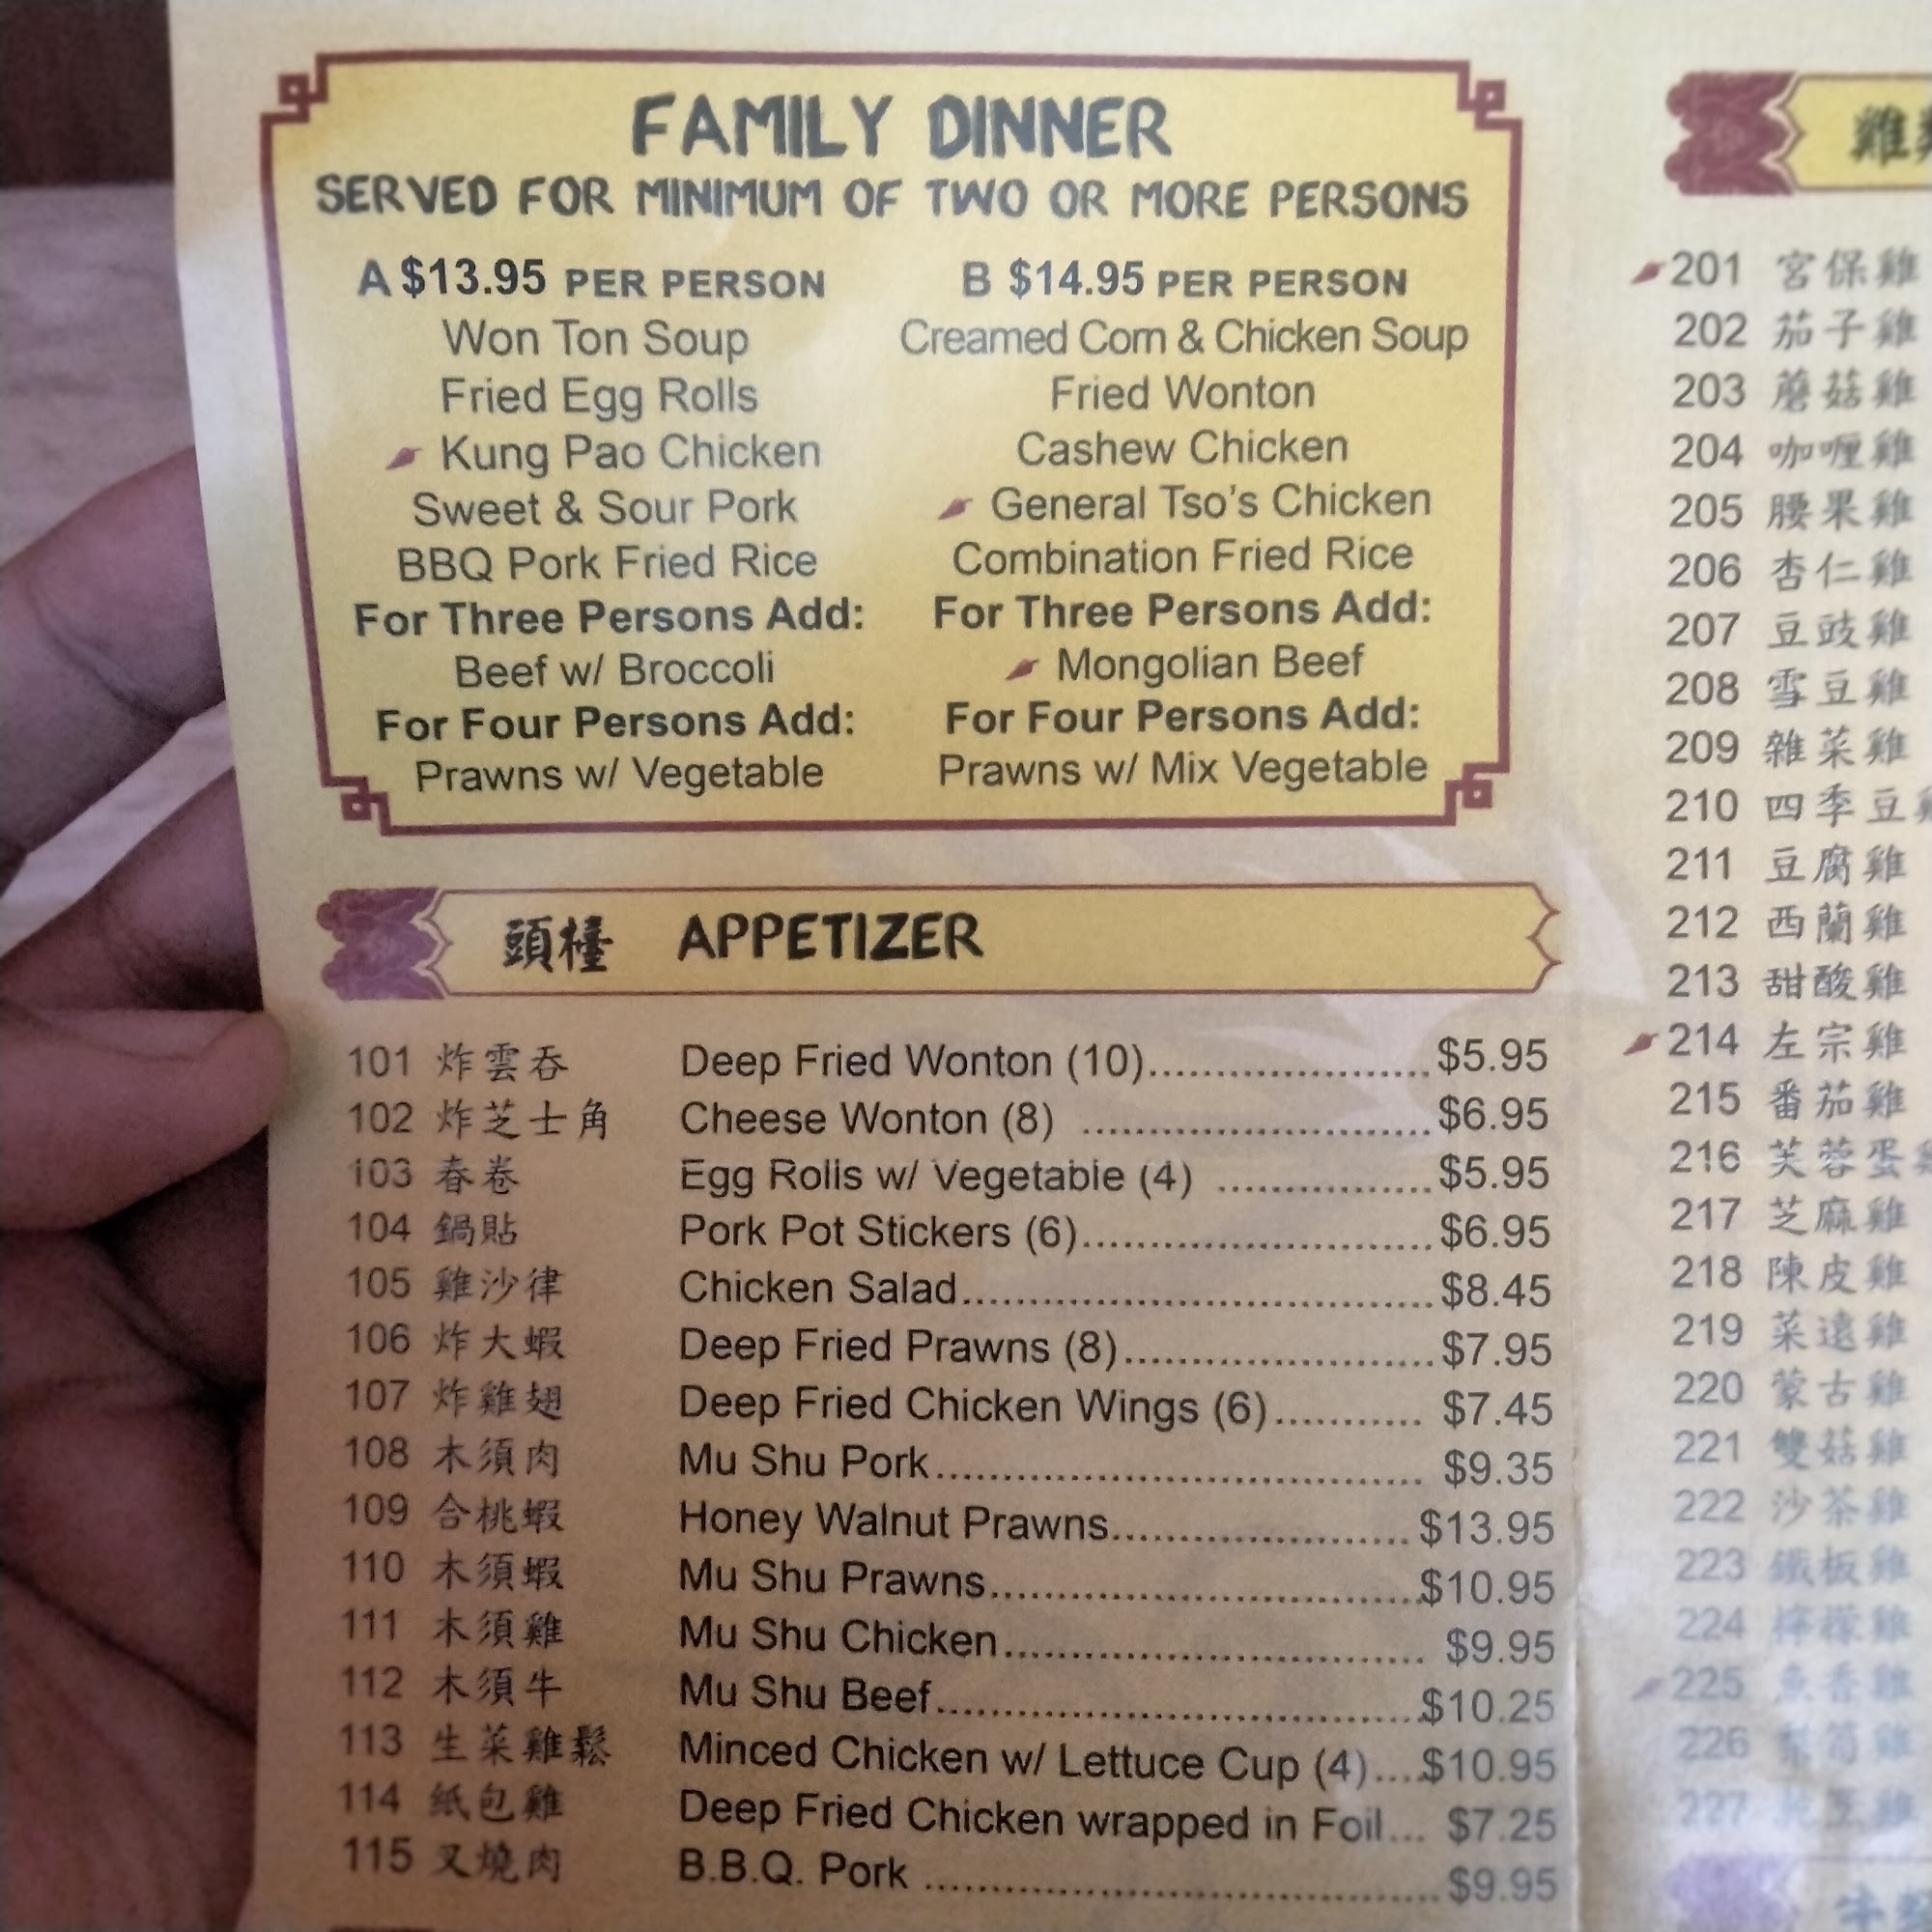 FAMILY DINNER
SERVED FOR MINIMUM OF TWO OR MORE PERSONS
A $13.95 PER PERSON
Won Ton Soup
Fried Egg Rolls
Kung Pao Chicken
Sweet & Sour Pork
BBQ Pork Fried Rice
For Three Persons Add:
Beef w/ Broccoli
For Four Persons Add:
Prawns w/ Vegetable
B $14.95 PER PERSON
Creamed Corn & Chicken Soup
Fried Wonton
Cashew Chicken
General Tso's Chicken
Combination Fried Rice
For Three Persons Add:
Mongolian Beef
For Four Persons Add:
Prawns w/ Mix Vegetable
頭檯 APPETIZER
101 炸雲吞 Deep Fried Wonton (10)......................$5.95
102 炸芝士角 Cheese Wonton (8) ...........................$6.95
103 春卷 Egg Rolls w/ Vegetable (4) .................$5.95
104 鍋貼 Pork Pot Stickers (6)...........................$6.95
105 雞沙律 Chicken Salad....................................$8.45
106 炸大蝦 Deep Fried Prawns (8)........................$7.95
107 炸雞翅 Deep Fried Chicken Wings (6)........... $7.45
108 木須肉 Mu Shu Pork..................................... $9.35
109 合桃蝦 Honey Walnut Prawns.......................$13.95
110 木須蝦 Mu Shu Prawns.................................$10.95
111 木須雞 Mu Shu Chicken................................ $9.95
112 木須牛 Mu Shu Beef.....................................$10.25
113 生菜雞鬆 Minced Chicken w/ Lettuce Cup (4)....$10.95
114 紙包雞 Deep Fried Chicken wrapped in Foil... $7.25
115 叉燒肉 B.B.Q. Pork .......................................$9.95
雞
201 宮保雞
202 茄子雞
203 蘑菇雞
204 咖喱雞
205 腰果雞
206 杏仁雞
207 豆豉雞
208 雪豆雞
209 雜菜雞
210 四季豆雞
211 豆腐雞
212 西蘭雞
213 甜酸雞
214 左宗雞
215 番茄雞
216 芙蓉蛋
217 芝麻雞
218 陳皮雞
219 菜遠雞
220 蒙古雞
221 雙菇雞
222 沙茶雞
223 鐵板雞
224 檸檬雞
225 魚香雞
226
227